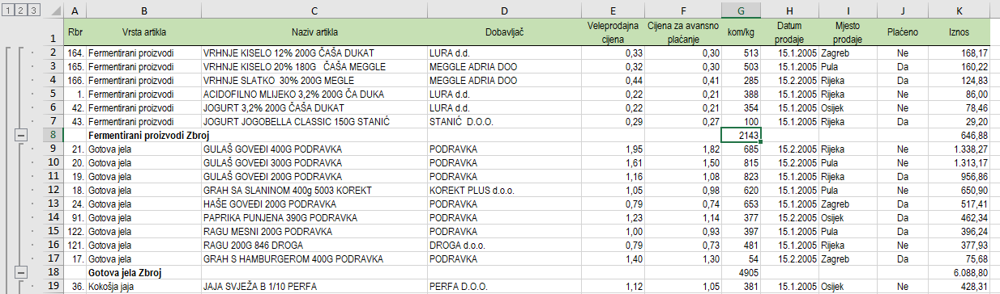 1 2 3 A B C D E F G H I J K
1 Rbr Vrsta artikla Naziv artikla Dobavljač Veleprodajna cijena Cijena za avansno plaćanje kom/kg Datum prodaje Mjesto prodaje Plaćeno Iznos
2 164. Fermentirani proizvodi VRHNJE KISELO 12% 200G ČAŠA DUKAT LURA d.d. 0,33 0,30 513 15.1.2005 Zagreb Ne 168,17
3 165. Fermentirani proizvodi VRHNJE KISELO 20% 180G ČAŠA MEGGLE MEGGLE ADRIA DOO 0,32 0,30 503 15.1.2005 Pula Da 160,22
4 166. Fermentirani proizvodi VRHNJE SLATKO 30% 200G MEGLE MEGGLE ADRIA DOO 0,44 0,41 285 15.2.2005 Rijeka Da 124,83
5 1. Fermentirani proizvodi ACIDOFILNO MLIJEKO 3,2% 200G ČA DUKA LURA d.d. 0,22 0,21 388 15.1.2005 Rijeka Ne 86,00
6 42. Fermentirani proizvodi JOGURT 3,2% 200G ČAŠA DUKAT LURA d.d. 0,22 0,21 354 15.1.2005 Osijek Ne 78,46
7 43. Fermentirani proizvodi JOGURT JOGOBELLA CLASSIC 150G STANIĆ STANIĆ D.O.O. 0,29 0,27 100 15.1.2005 Rijeka Da 29,20
8 Fermentirani proizvodi Zbroj 2143 646,88
9 21. Gotova jela GULAŠ GOVEĐI 400G PODRAVKA PODRAVKA 1,95 1,82 685 15.2.2005 Rijeka Ne 1.338,27
10 20. Gotova jela GULAŠ GOVEĐI 300G PODRAVKA PODRAVKA 1,61 1,50 815 15.2.2005 Pula Ne 1.313,17
11 19. Gotova jela GULAŠ GOVEĐI 200G PODRAVKA PODRAVKA 1,16 1,08 823 15.1.2005 Rijeka Da 956,86
12 18. Gotova jela GRAH SA SLANINOM 400g 5003 KOREKT KOREKT PLUS d.o.o. 1,05 0,98 620 15.1.2005 Pula Ne 650,90
13 24. Gotova jela HAŠE GOVEĐI 200G PODRAVKA PODRAVKA 0,79 0,74 653 15.1.2005 Zagreb Da 517,41
14 91. Gotova jela PAPRIKA PUNJENA 390G PODRAVKA PODRAVKA 1,23 1,14 377 15.2.2005 Osijek Da 462,34
15 122. Gotova jela RAGU MESNI 200G PODRAVKA PODRAVKA 1,00 0,93 397 15.1.2005 Pula Da 396,24
16 121. Gotova jela RAGU 200G 846 DROGA DROGA d.o.o. 0,79 0,73 481 15.1.2005 Rijeka Ne 377,93
17 17. Gotova jela GRAH S HAMBURGEROM 400G PODRAVKA PODRAVKA 1,40 1,30 54 15.2.2005 Zagreb Da 75,68
18 Gotova jela Zbroj 4905 6.088,80
19 36. Kokošja jaja JAJA SVJEŽA B 1/10 PERFA PERFA D.O.O. 1,12 1,05 381 15.1.2005 Osijek Ne 428,31